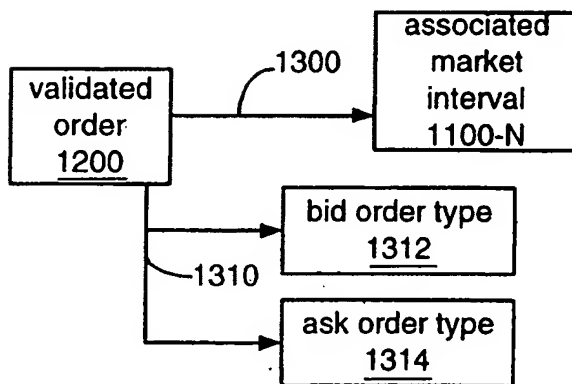 associated
market
interval
1100-N
1300
validated
order
1200
bid order type
1312
1310
ask order type
1314